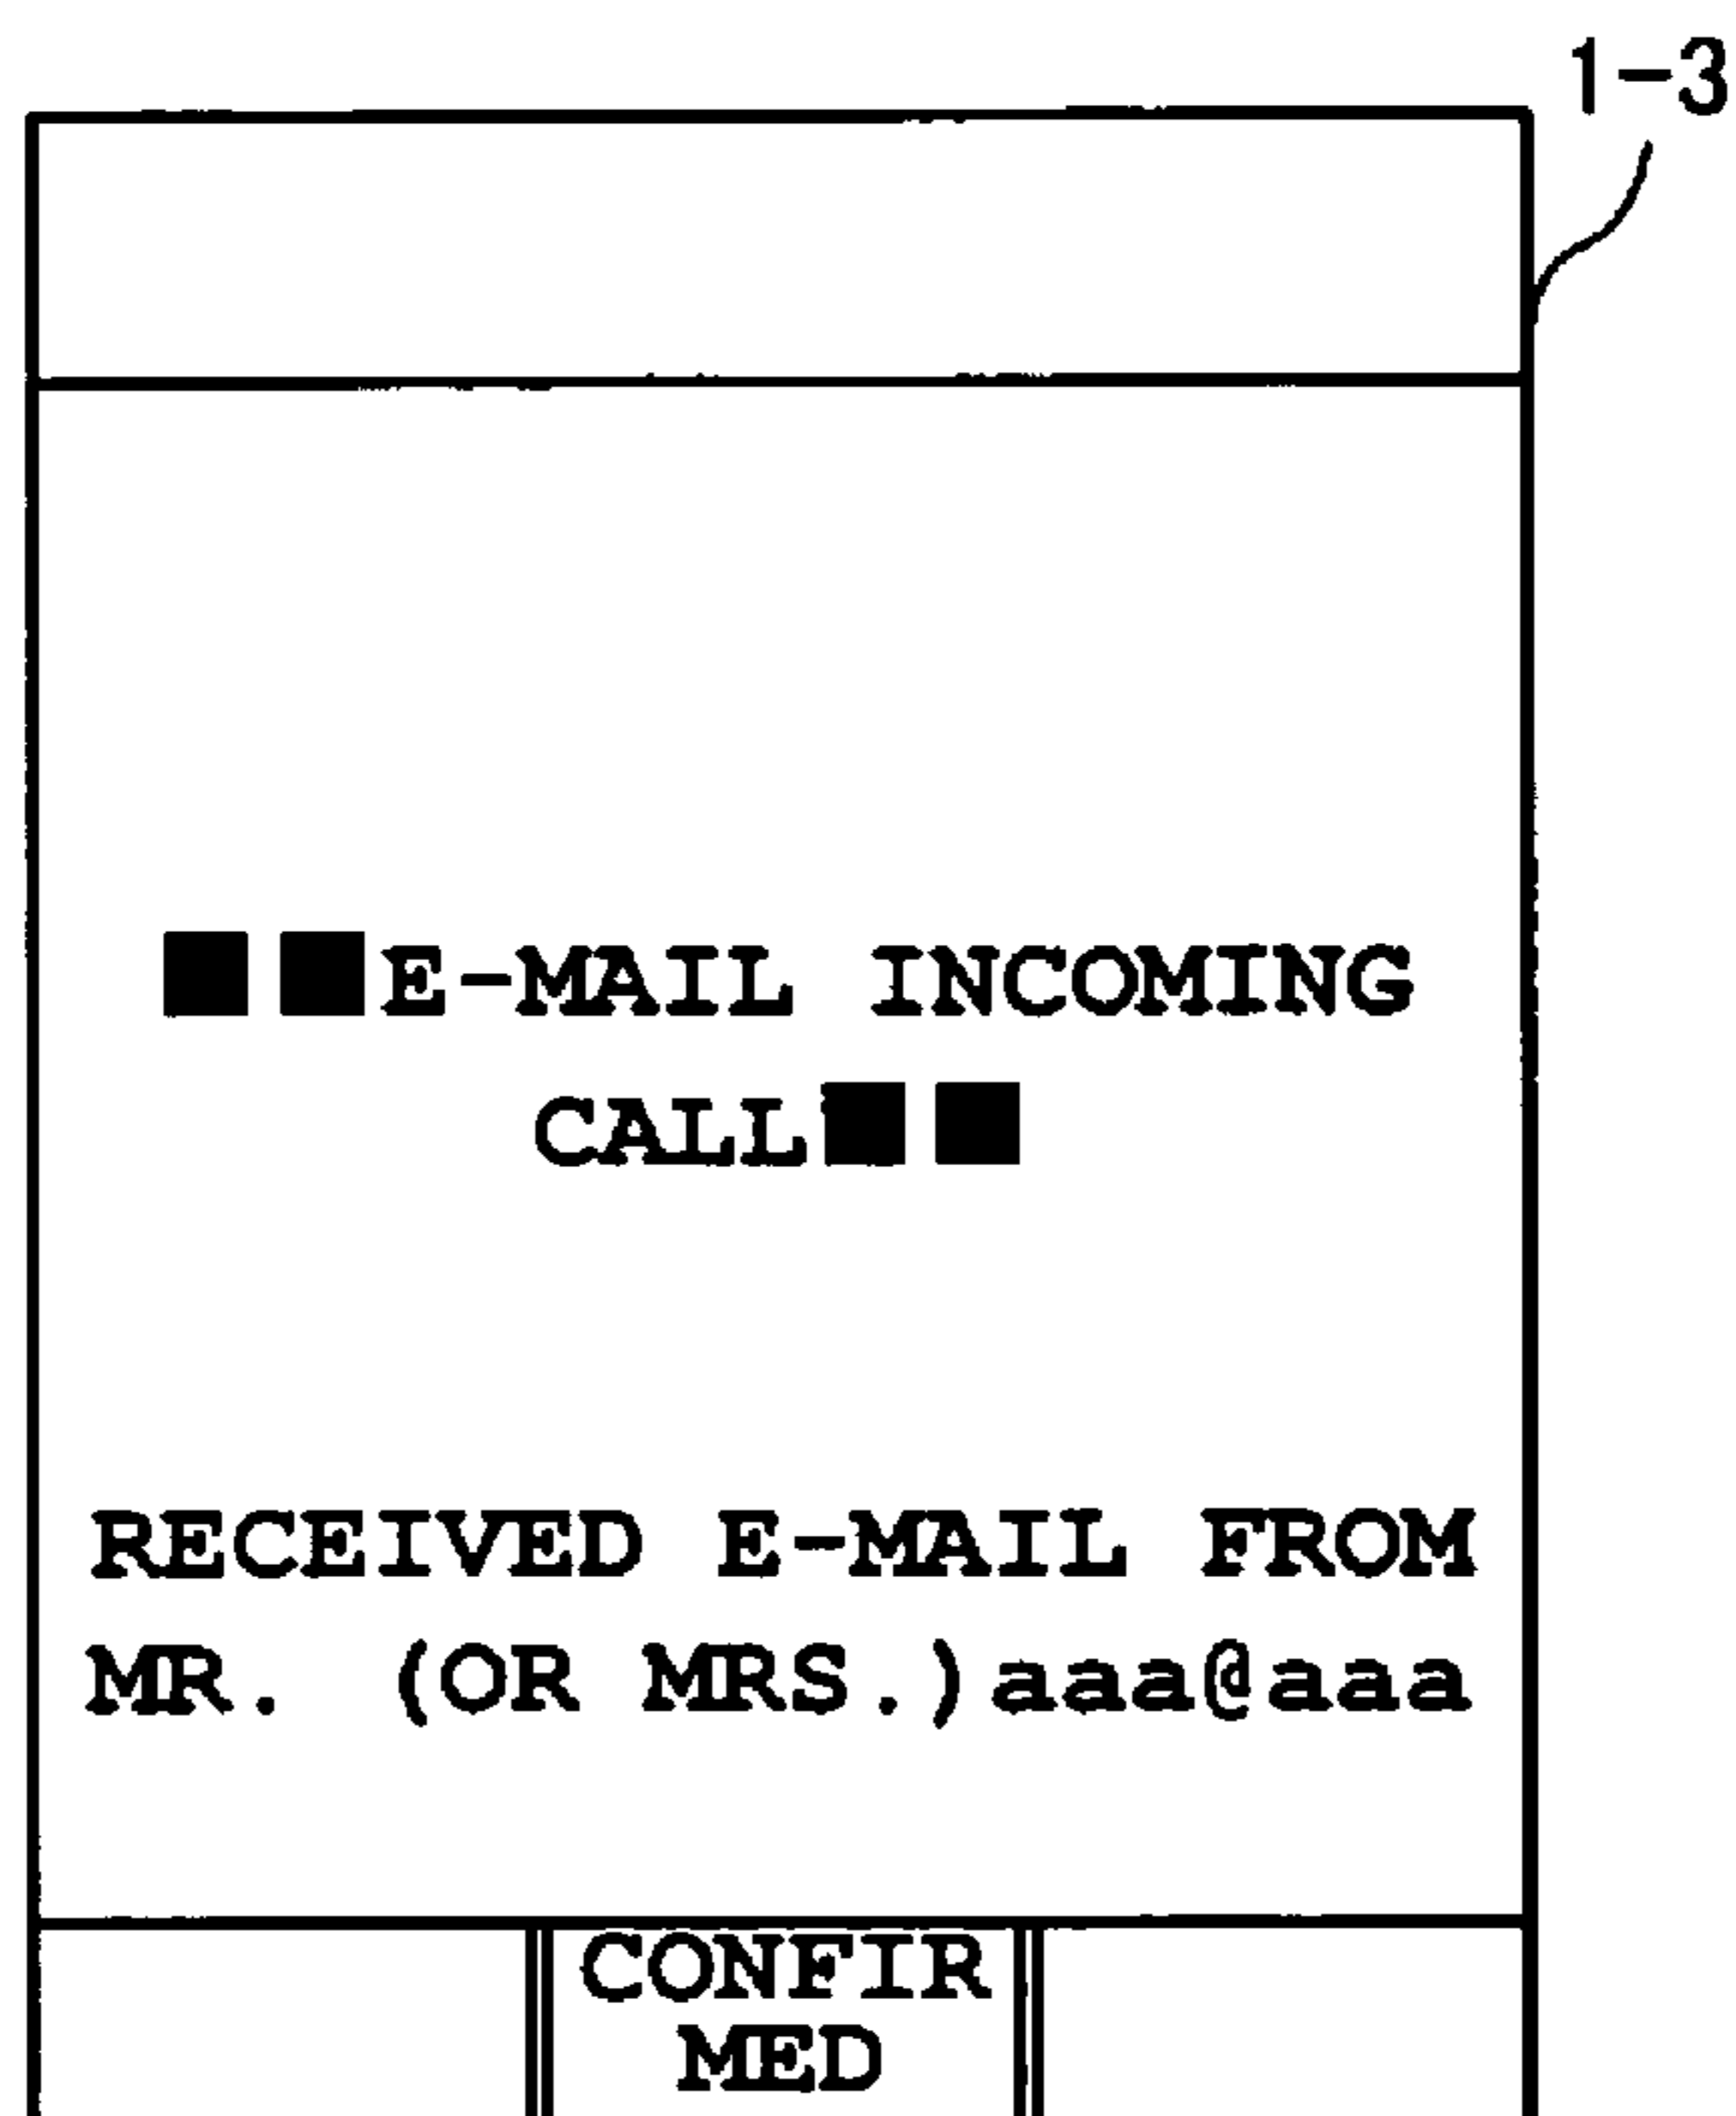 1-3
■■E-MAIL INCOMING
CALL■■
RECEIVED E-MAIL FROM
MR. (OR MRS.)aaa@aaa
CONFIR
MED